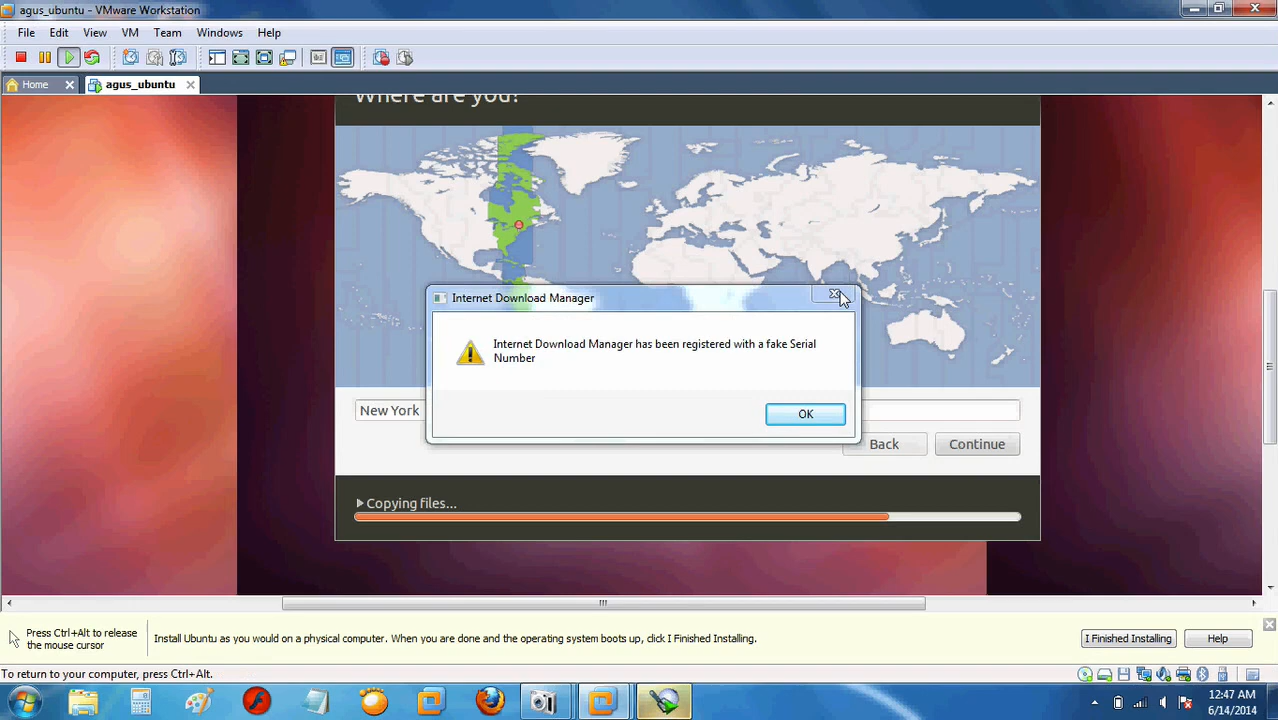 agus_ubuntu - VMware Workstation
File Edit View VM Team Windows Help
Home agus_ubuntu
Where are you?
Internet Download Manager
Internet Download Manager has been registered with a fake Serial
Number
OK
New York
Back Continue
Copying files...
Press Ctrl+Alt to release
the mouse cursor
Install Ubuntu as you would on a physical computer. When you are done and the operating system boots up, click I Finished Installing.
I Finished Installing Help
To return to your computer, press Ctrl+Alt.
12:47 AM
6/14/2014